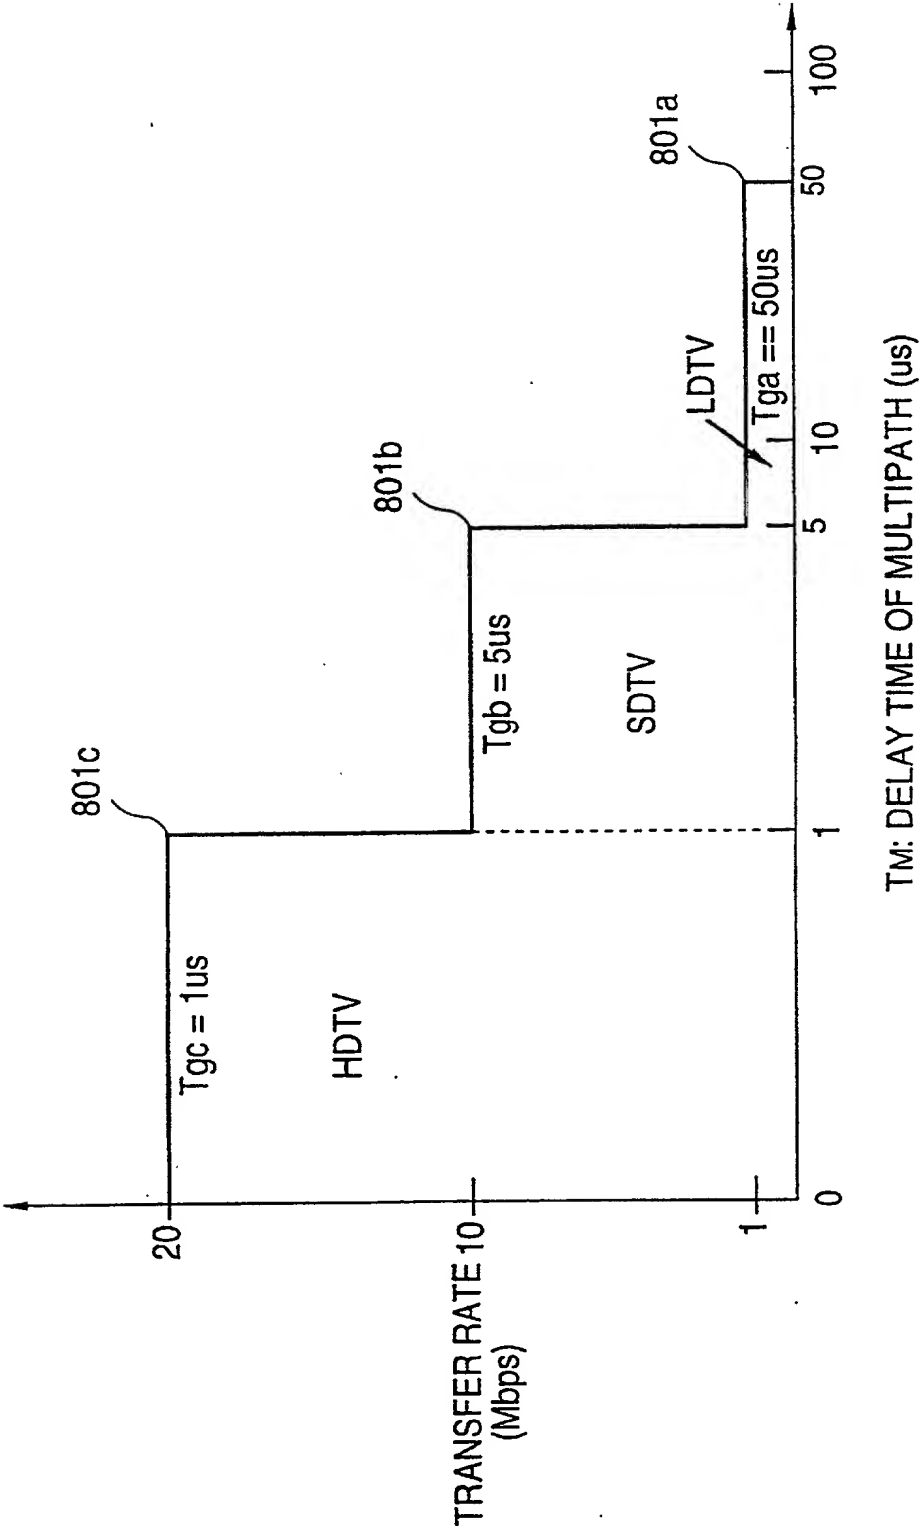 TRANSFER RATE
(Mbps)
20
10
1
0
1
5
10
50
100
801c
Tgc = 1us
HDTV
801b
Tgb = 5us
SDTV
801a
LDTV
Tga == 50us
TM: DELAY TIME OF MULTIPATH (us)